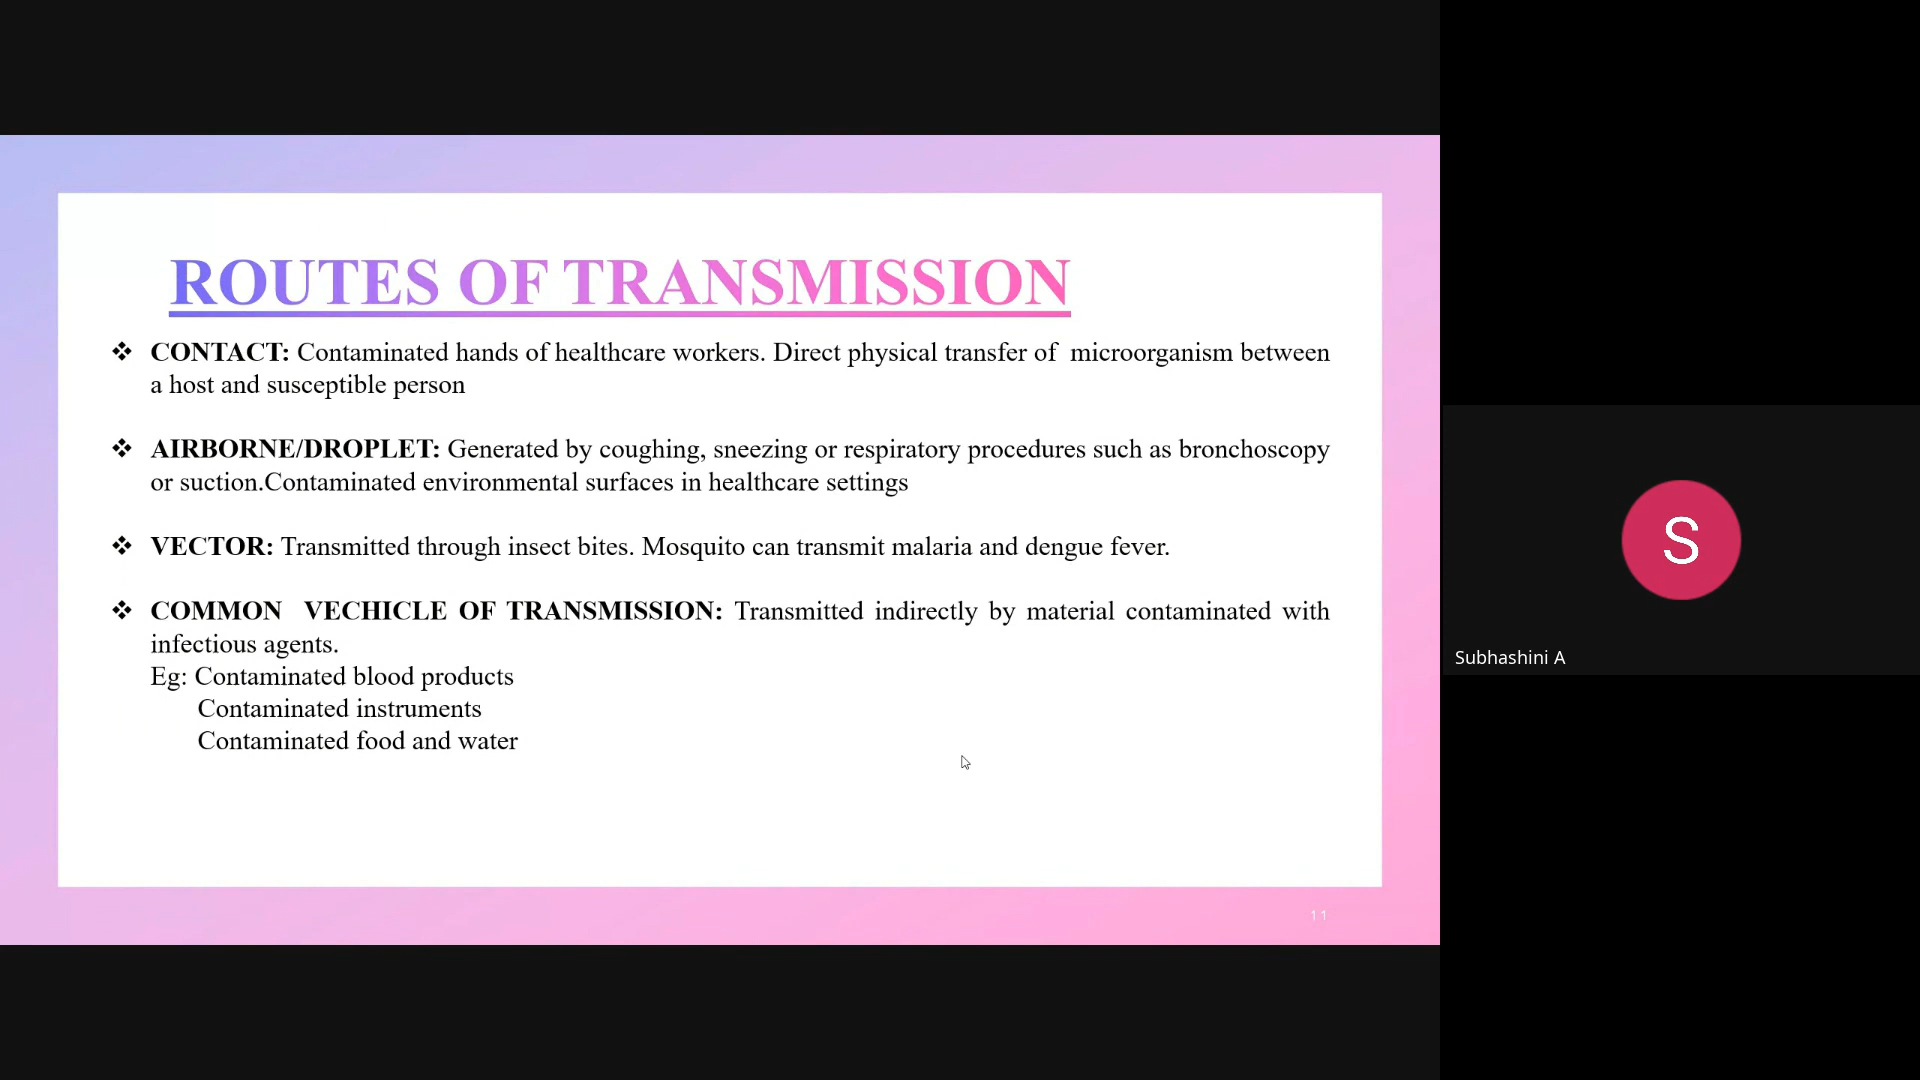 ROUTES OF TRANSMISSION
❖ CONTACT: Contaminated hands of healthcare workers. Direct physical transfer of  microorganism between
a host and susceptible person
❖ AIRBORNE/DROPLET: Generated by coughing, sneezing or respiratory procedures such as bronchoscopy
or suction.Contaminated environmental surfaces in healthcare settings
❖ VECTOR: Transmitted through insect bites. Mosquito can transmit malaria and dengue fever.
❖ COMMON  VECHICLE OF TRANSMISSION: Transmitted indirectly by material contaminated with
infectious agents.
Eg: Contaminated blood products
Contaminated instruments
Contaminated food and water
11
S
Subhashini A